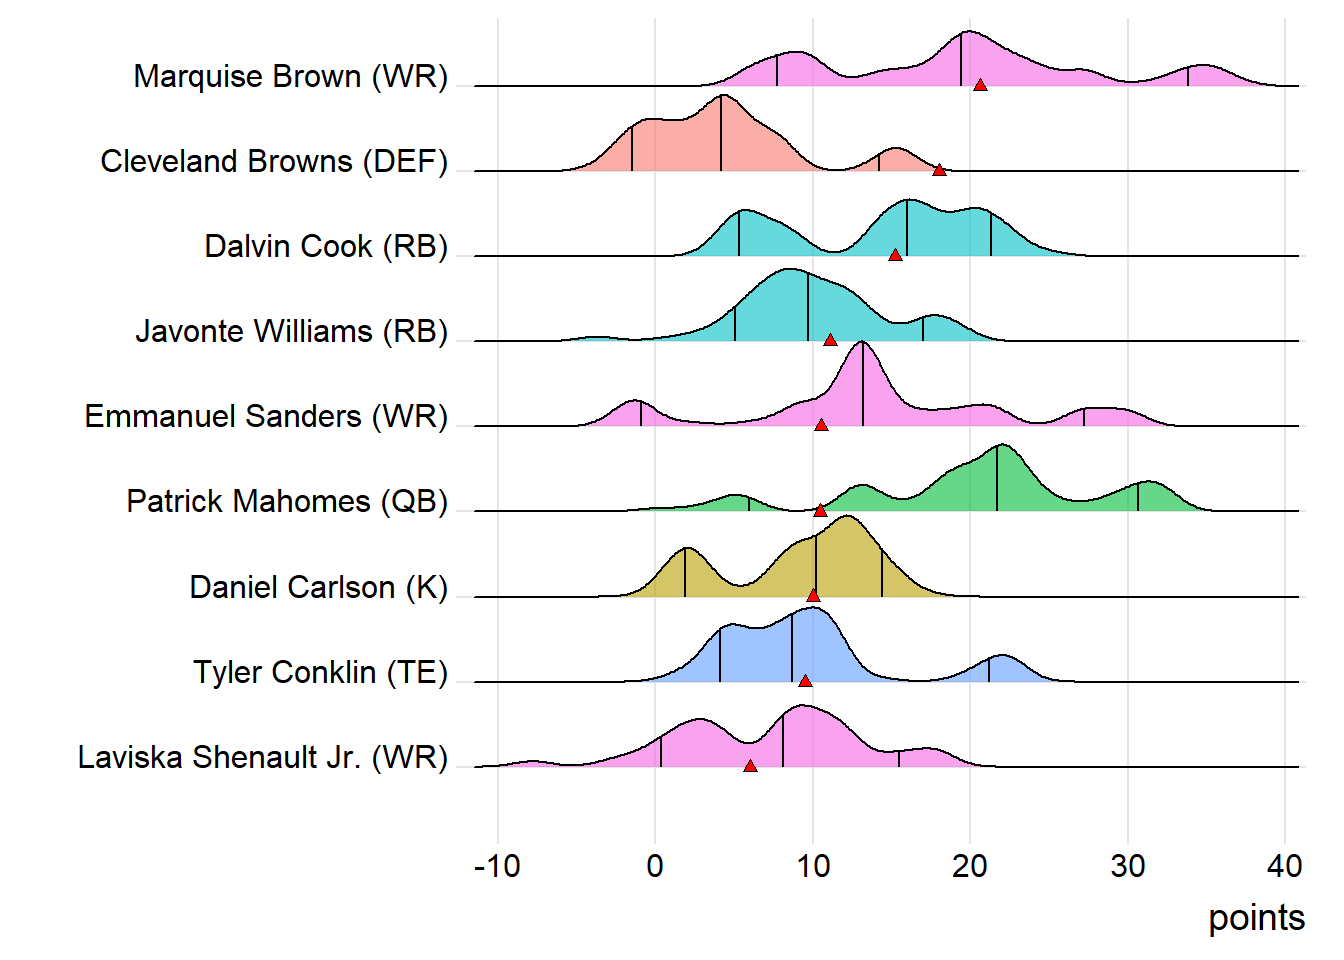 Marquise Brown (WR)
Cleveland Browns (DEF)
Dalvin Cook (RB)
Javonte Williams (RB)
Emmanuel Sanders (WR)
Patrick Mahomes (QB)
Daniel Carlson (K)
Tyler Conklin (TE)
Laviska Shenault Jr. (WR)
-10 0 10 20 30 40
points